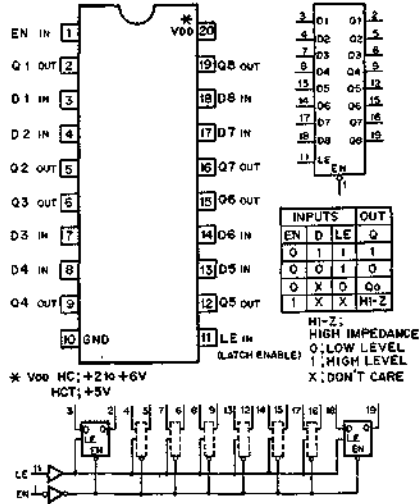 EN IN 1
Q1 OUT 2
D1 IN 3
D2 IN 4
Q2 OUT 5
Q3 OUT 6
D3 IN 7
D4 IN 8
Q4 OUT 9
10 GND
*
VDD 20
19 Q8 OUT
18 D8 IN
17 D7 IN
16 Q7 OUT
15 Q6 OUT
14 D6 IN
13 D5 IN
12 Q5 OUT
11 LE IN
(LATCH ENABLE)
3 D1 Q1 2
4 D2 Q2 5
7 D3 Q3 6
8 D4 Q4 9
13 D5 Q5 12
14 D6 Q6 15
17 D7 Q7 16
18 D8 Q8 19
11 LE
EN
1
INPUTS OUT
EN D LE Q
0 1 1 1
0 0 1 0
0 X 0 Q0
1 X X HI-Z
HI-Z;
HIGH IMPEDANCE
0; LOW LEVEL
1; HIGH LEVEL
X; DON'T CARE
* VDD HC; +2 to +6V
HCT; +5V
3 2 4 5 7 6 8 9 13 12 14 15 17 16 18 19
D Q
LE
EN
D Q
LE
EN
LE 11
EN 1